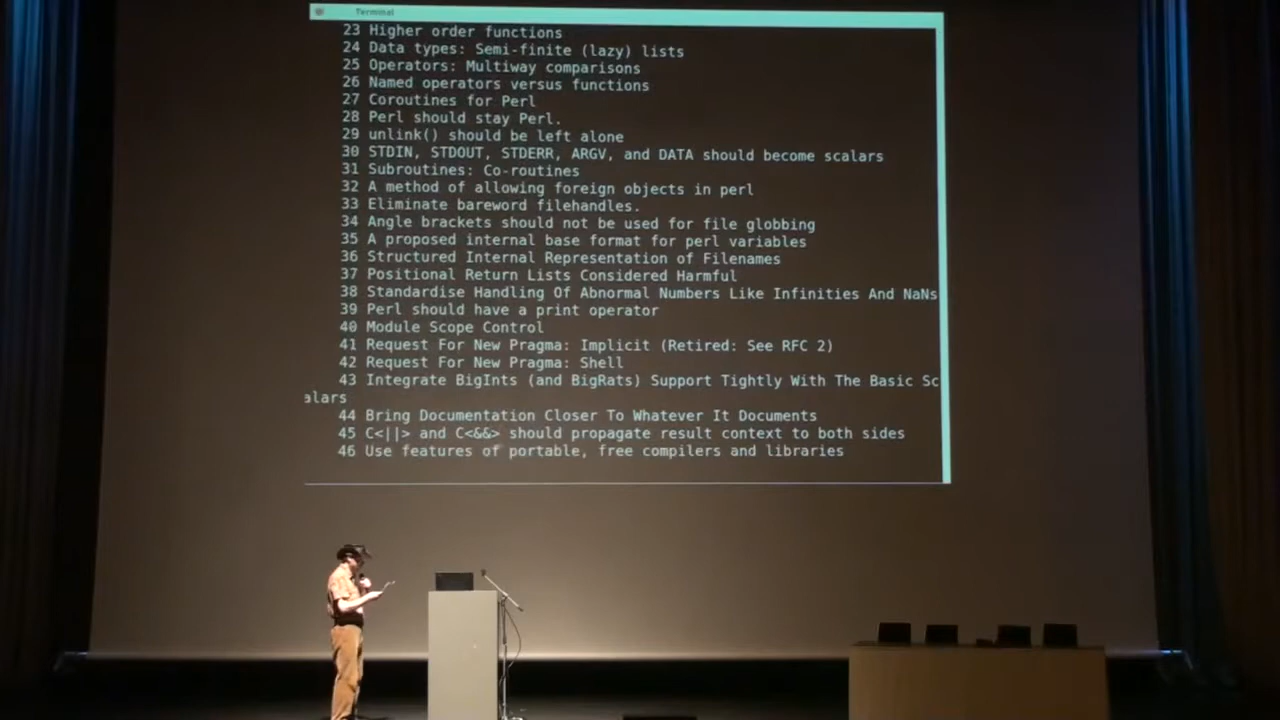 Terminal
23 Higher order functions
24 Data types: Semi-finite (lazy) lists
25 Operators: Multiway comparisons
26 Named operators versus functions
27 Coroutines for Perl
28 Perl should stay Perl.
29 unlink() should be left alone
30 STDIN, STDOUT, STDERR, ARGV, and DATA should become scalars
31 Subroutines: Co-routines
32 A method of allowing foreign objects in perl
33 Eliminate bareword filehandles.
34 Angle brackets should not be used for file globbing
35 A proposed internal base format for perl variables
36 Structured Internal Representation of Filenames
37 Positional Return Lists Considered Harmful
38 Standardise Handling Of Abnormal Numbers Like Infinities And NaNs
39 Perl should have a print operator
40 Module Scope Control
41 Request For New Pragma: Implicit (Retired: See RFC 2)
42 Request For New Pragma: Shell
43 Integrate BigInts (and BigRats) Support Tightly With The Basic Sc
alars
44 Bring Documentation Closer To Whatever It Documents
45 C<||> and C<&&> should propagate result context to both sides
46 Use features of portable, free compilers and libraries